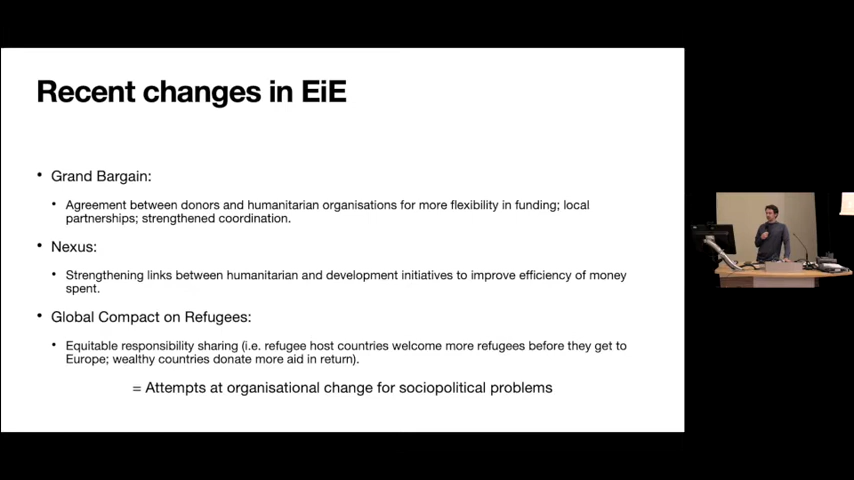 Recent changes in EiE
• Grand Bargain:
• Agreement between donors and humanitarian organisations for more flexibility in funding; local
partnerships; strengthened coordination.
• Nexus:
• Strengthening links between humanitarian and development initiatives to improve efficiency of money
spent.
• Global Compact on Refugees:
• Equitable responsibility sharing (i.e. refugee host countries welcome more refugees before they get to
Europe; wealthy countries donate more aid in return).
= Attempts at organisational change for sociopolitical problems